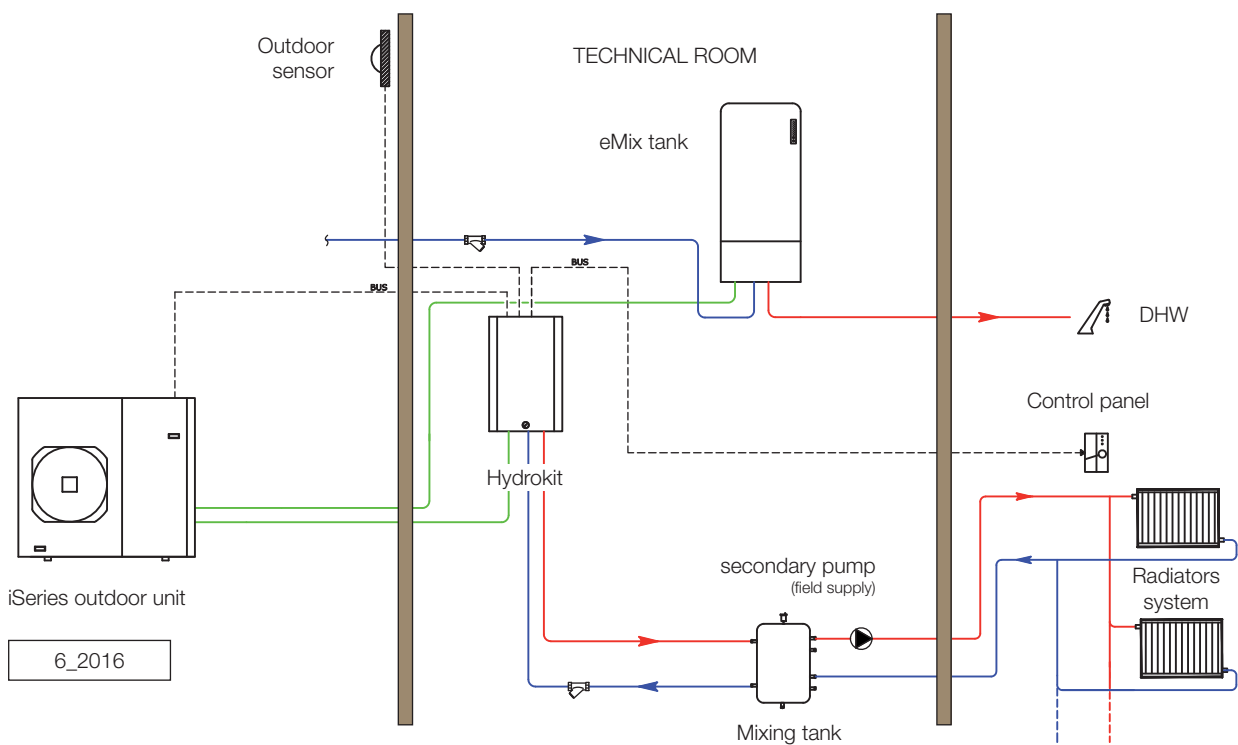 Outdoor
sensor
TECHNICAL ROOM
eMix tank
BUS
BUS
DHW
Control panel
Hydrokit
iSeries outdoor unit
secondary pump
(field supply)
Radiators
system
6_2016
Mixing tank